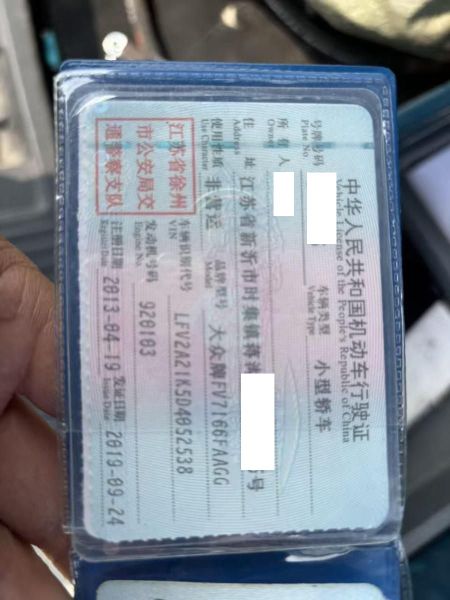 中华人民共和国机动车行驶证
Vehicle License of the People's Republic of China
号牌号码
Plate No.
车辆类型 小型轿车
Vehicle Type
所有人
Owner
住址 江苏省新沂市时集镇蒋 号
Address
使用性质 非营运 品牌型号 大众牌FV7166FAAGG
Use Character Model
江苏省徐州
市公安局交
通警察支队
车辆识别代号 LFV2A21K5D4052538
VIN
发动机号码 920103
Engine No.
注册日期 2013-04-19 发证日期 2019-09-24
Register Date Issue Date